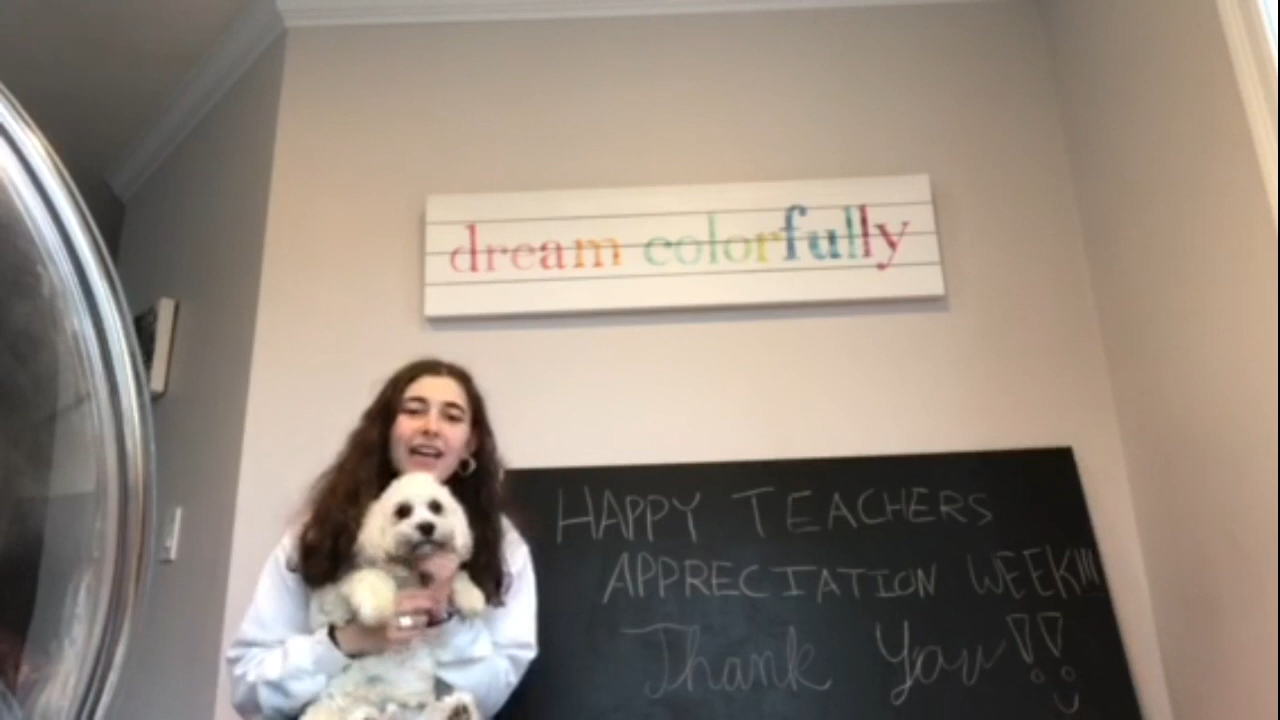 dream colorfully
HAPPY TEACHERS
APPRECIATION WEEK!!!
Thank You!!